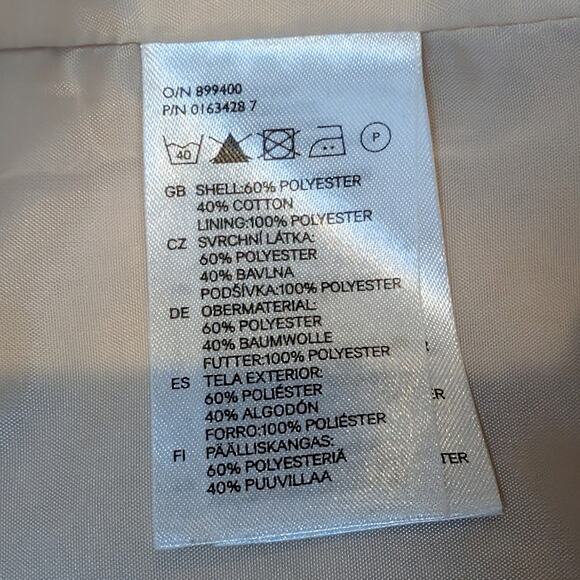 O/N 899400
P/N 0163428 7
40 P
GB SHELL:60% POLYESTER
40% COTTON
LINING:100% POLYESTER
CZ SVRCHNÍ LÁTKA:
60% POLYESTER
40% BAVLNA
PODŠÍVKA:100% POLYESTER
DE OBERMATERIAL:
60% POLYESTER
40% BAUMWOLLE
FUTTER:100% POLYESTER
ES TELA EXTERIOR:
60% POLIÉSTER
40% ALGODÓN
FORRO:100% POLIÉSTER
FI PÄÄLLISKANGAS:
60% POLYESTERIÄ
40% PUUVILLAA